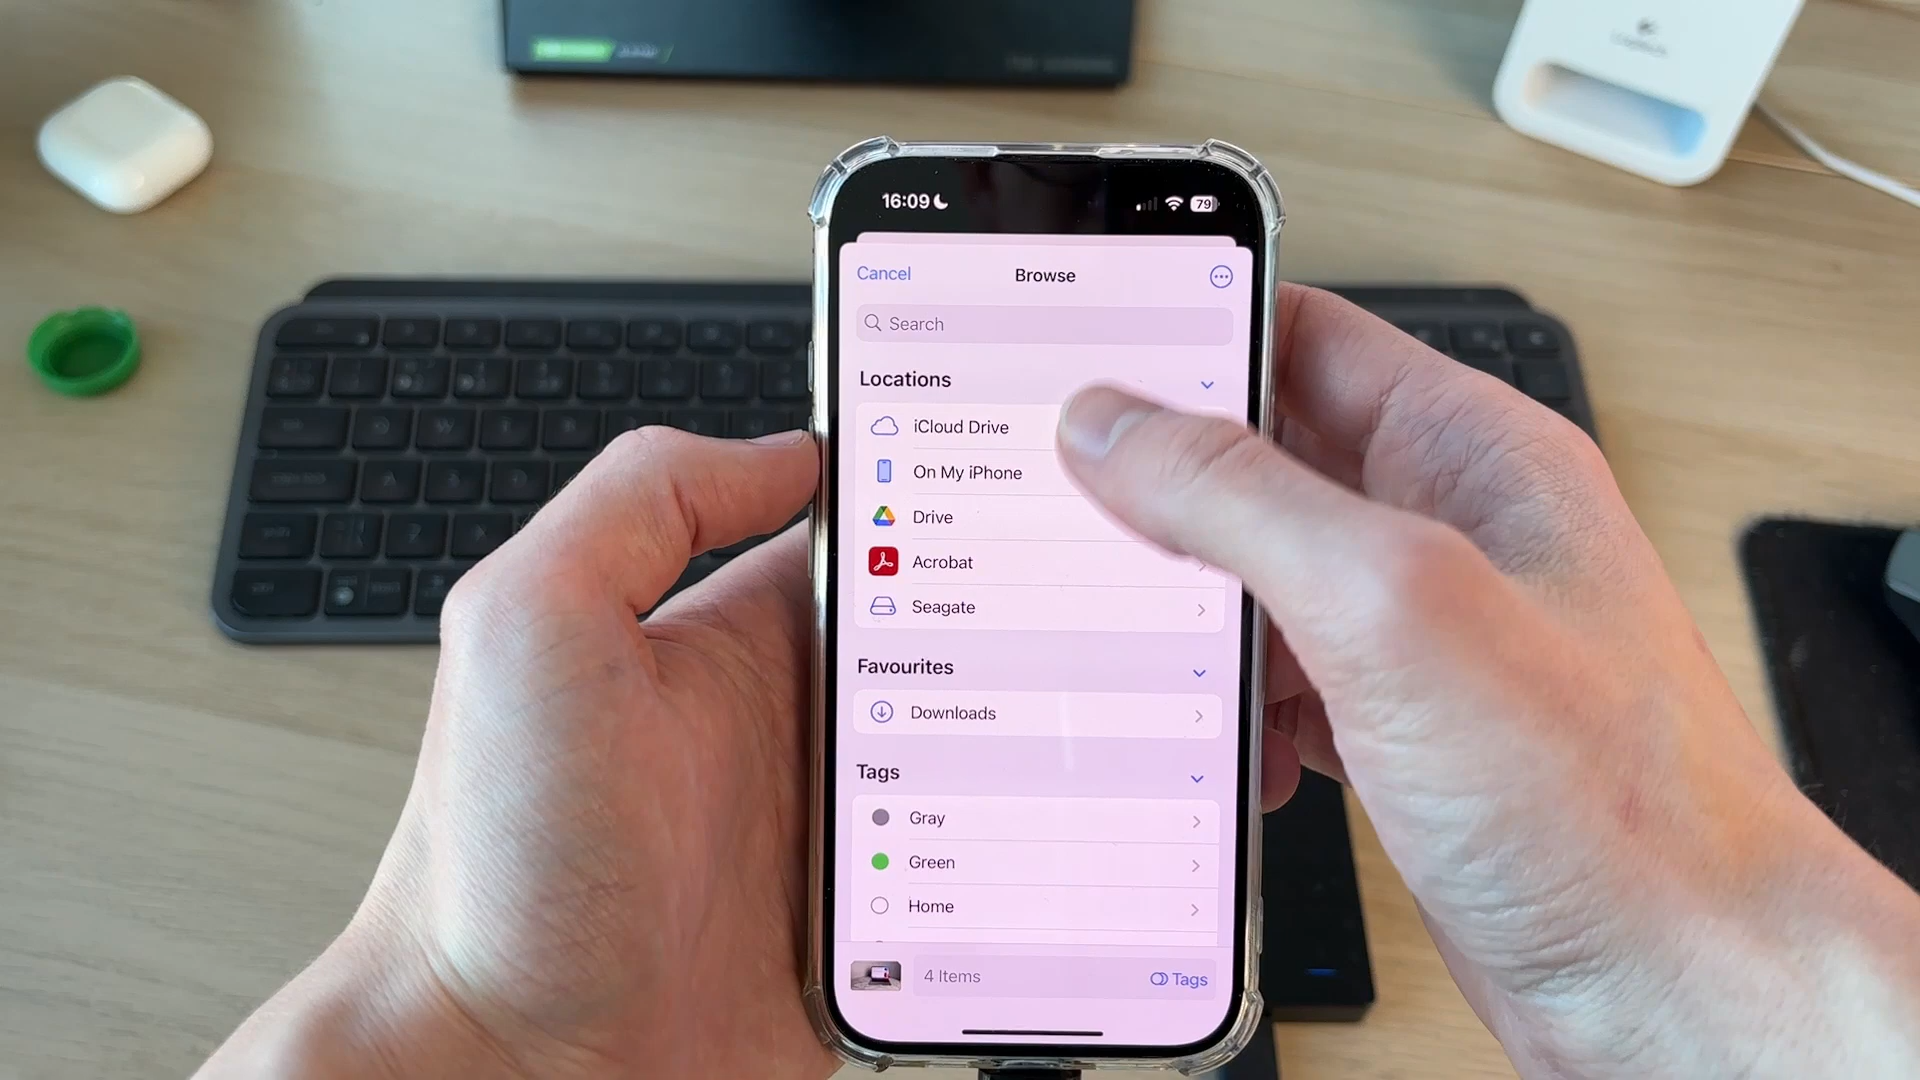 16:09
79
Cancel
Browse
Search
Locations
iCloud Drive
On My iPhone
Drive
Acrobat
Seagate
Favourites
Downloads
Tags
Gray
Green
Home
4 Items
Tags